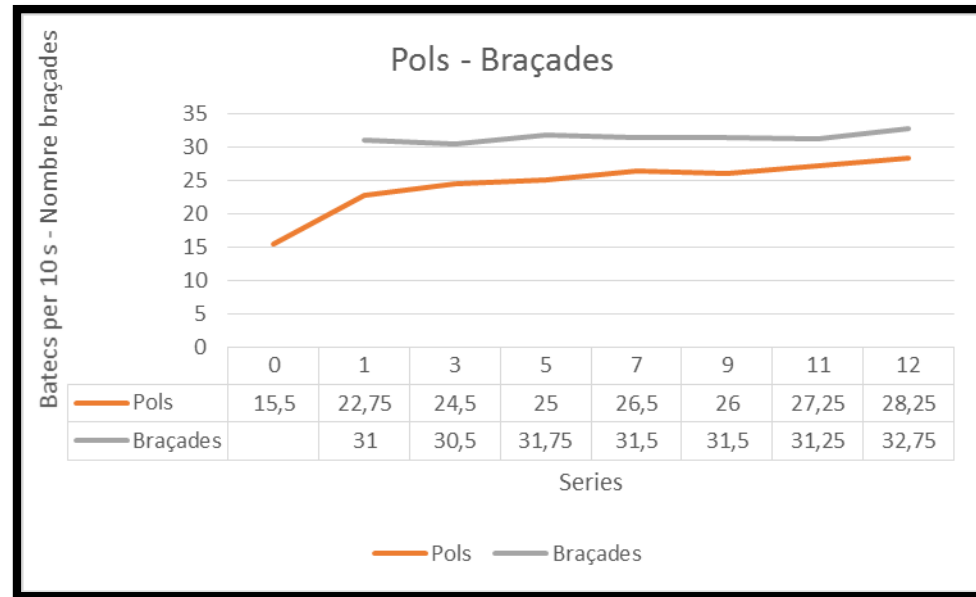 Pols - Braçades
Batecs per 10 s - Nombre braçades
35
30
25
20
15
10
5
0
0 1 3 5 7 9 11 12
Pols 15,5 22,75 24,5 25 26,5 26 27,25 28,25
Braçades 31 30,5 31,75 31,5 31,5 31,25 32,75
Series
Pols Braçades